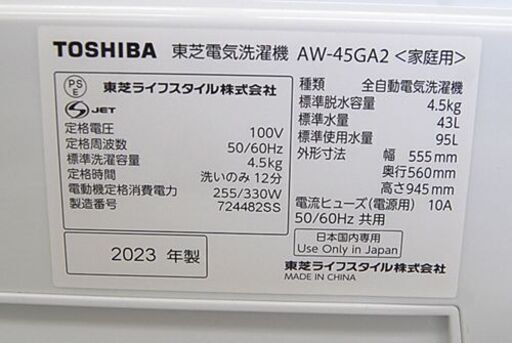 TOSHIBA 東芝電気洗濯機 AW-45GA2 <家庭用>
PS
E
東芝ライフスタイル株式会社
S-JET
定格電圧 100V
定格周波数 50/60Hz
標準洗濯容量 4.5kg
定格時間 洗いのみ 12分
電動機定格消費電力 255/330W
製造番号 724482SS
2023 年製
種類 全自動電気洗濯機
標準脱水容量 4.5kg
標準水量 43L
標準使用水量 95L
外形寸法 幅 555mm
奥行560mm
高さ945mm
電流ヒューズ(電源用) 10A
50/60Hz 共用
日本国内専用
Use Only in Japan
東芝ライフスタイル株式会社
MADE IN CHINA